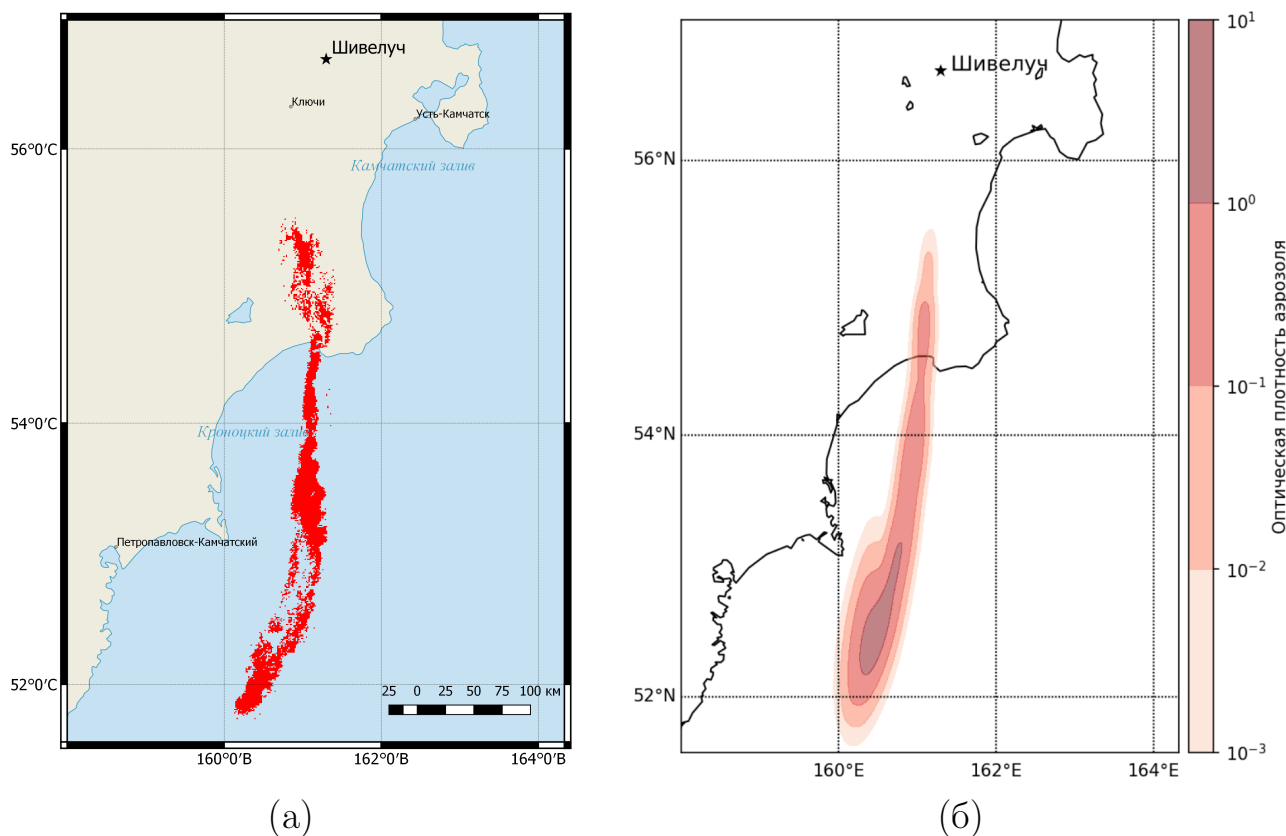 Шивелуч
Ключи
Усть-Камчатск
56°0′С
Камчатский залив
54°0′С
Кроноцкий залив
Петропавловск-Камчатский
52°0′С
25 0 25 50 75 100 км
160°0′В 162°0′В 164°0′В
(а)
Шивелуч
56°N
54°N
52°N
160°E 162°E 164°E
10¹
10⁰
10⁻¹
10⁻²
10⁻³
Оптическая плотность аэрозоля
(б)